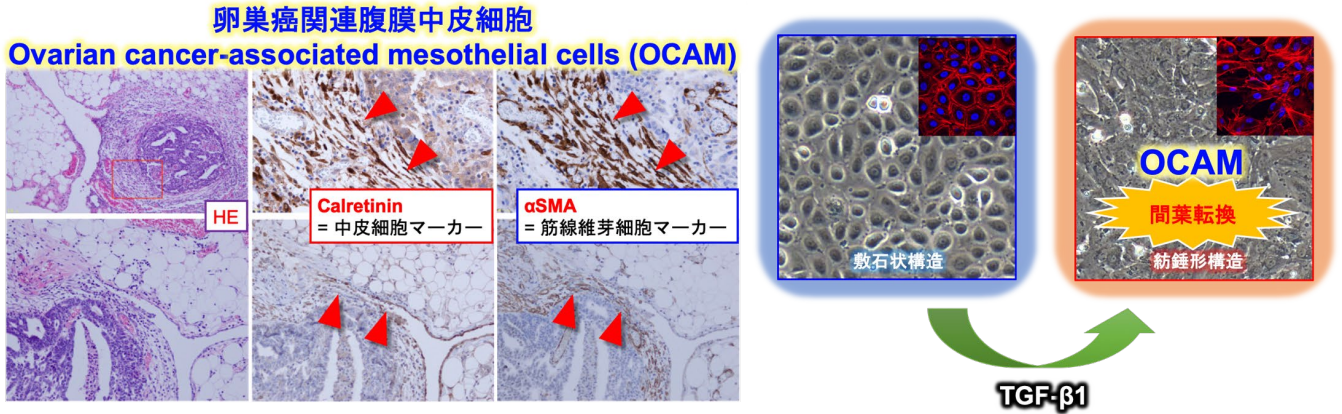 卵巣癌関連腹膜中皮細胞
Ovarian cancer-associated mesothelial cells (OCAM)
HE
Calretinin
= 中皮細胞マーカー
αSMA
= 筋線維芽細胞マーカー
敷石状構造
OCAM
間葉転換
紡錘形構造
TGF-β1